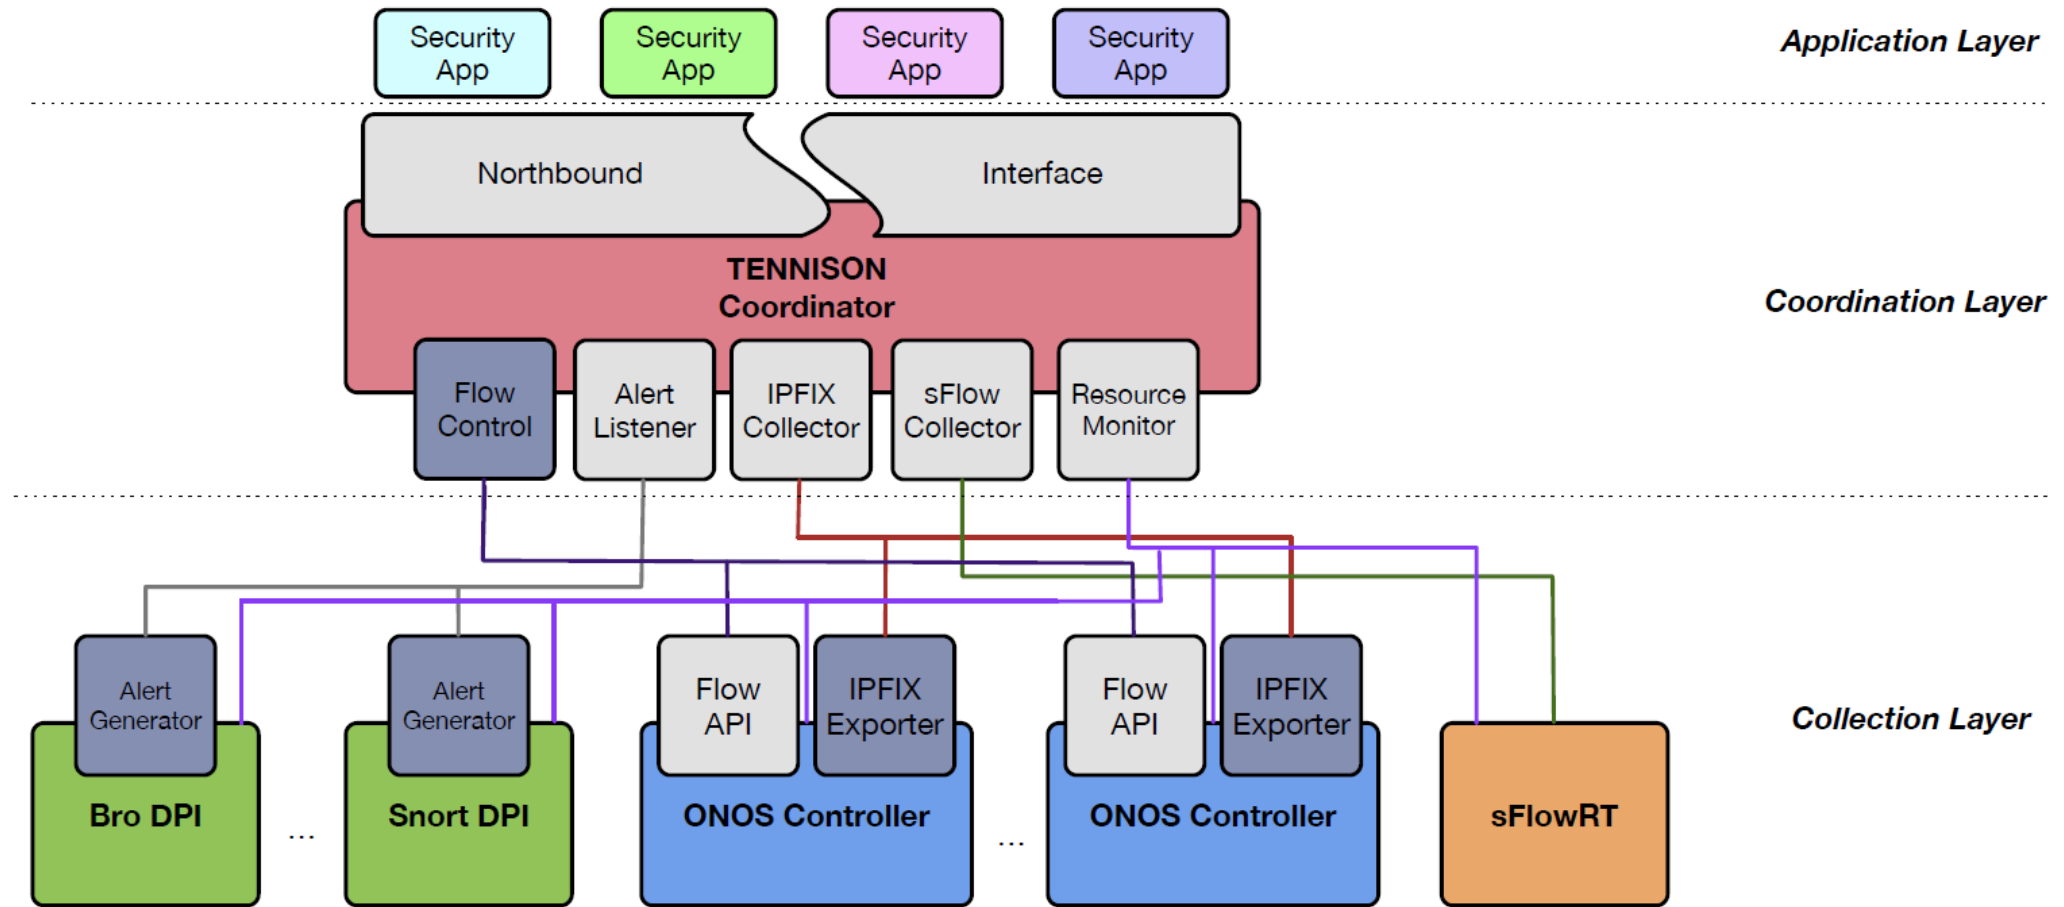 Security
App
Security
App
Security
App
Security
App
Application Layer
Northbound
Interface
TENNISON
Coordinator
Coordination Layer
Flow
Control
Alert
Listener
IPFIX
Collector
sFlow
Collector
Resource
Monitor
Alert
Generator
Alert
Generator
Flow
API
IPFIX
Exporter
Flow
API
IPFIX
Exporter
Collection Layer
Bro DPI
...
Snort DPI
ONOS Controller
...
ONOS Controller
sFlowRT